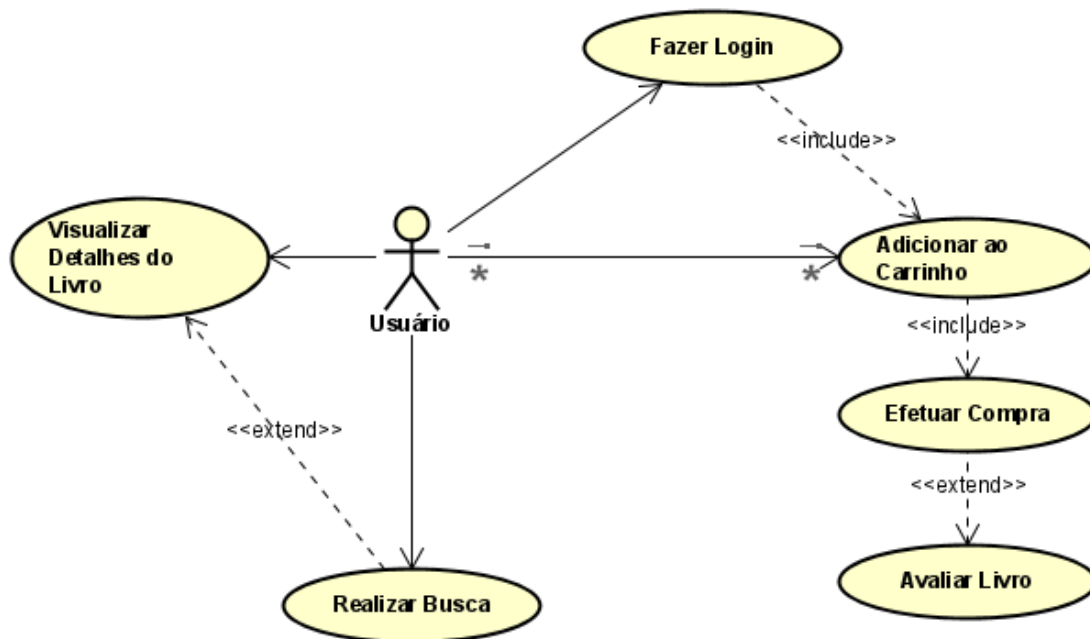 Fazer Login
<<include>>
Visualizar
Detalhes do
Livro
Usuário
*
*
Adicionar ao
Carrinho
<<include>>
Efetuar Compra
<<extend>>
<<extend>>
Avaliar Livro
Realizar Busca